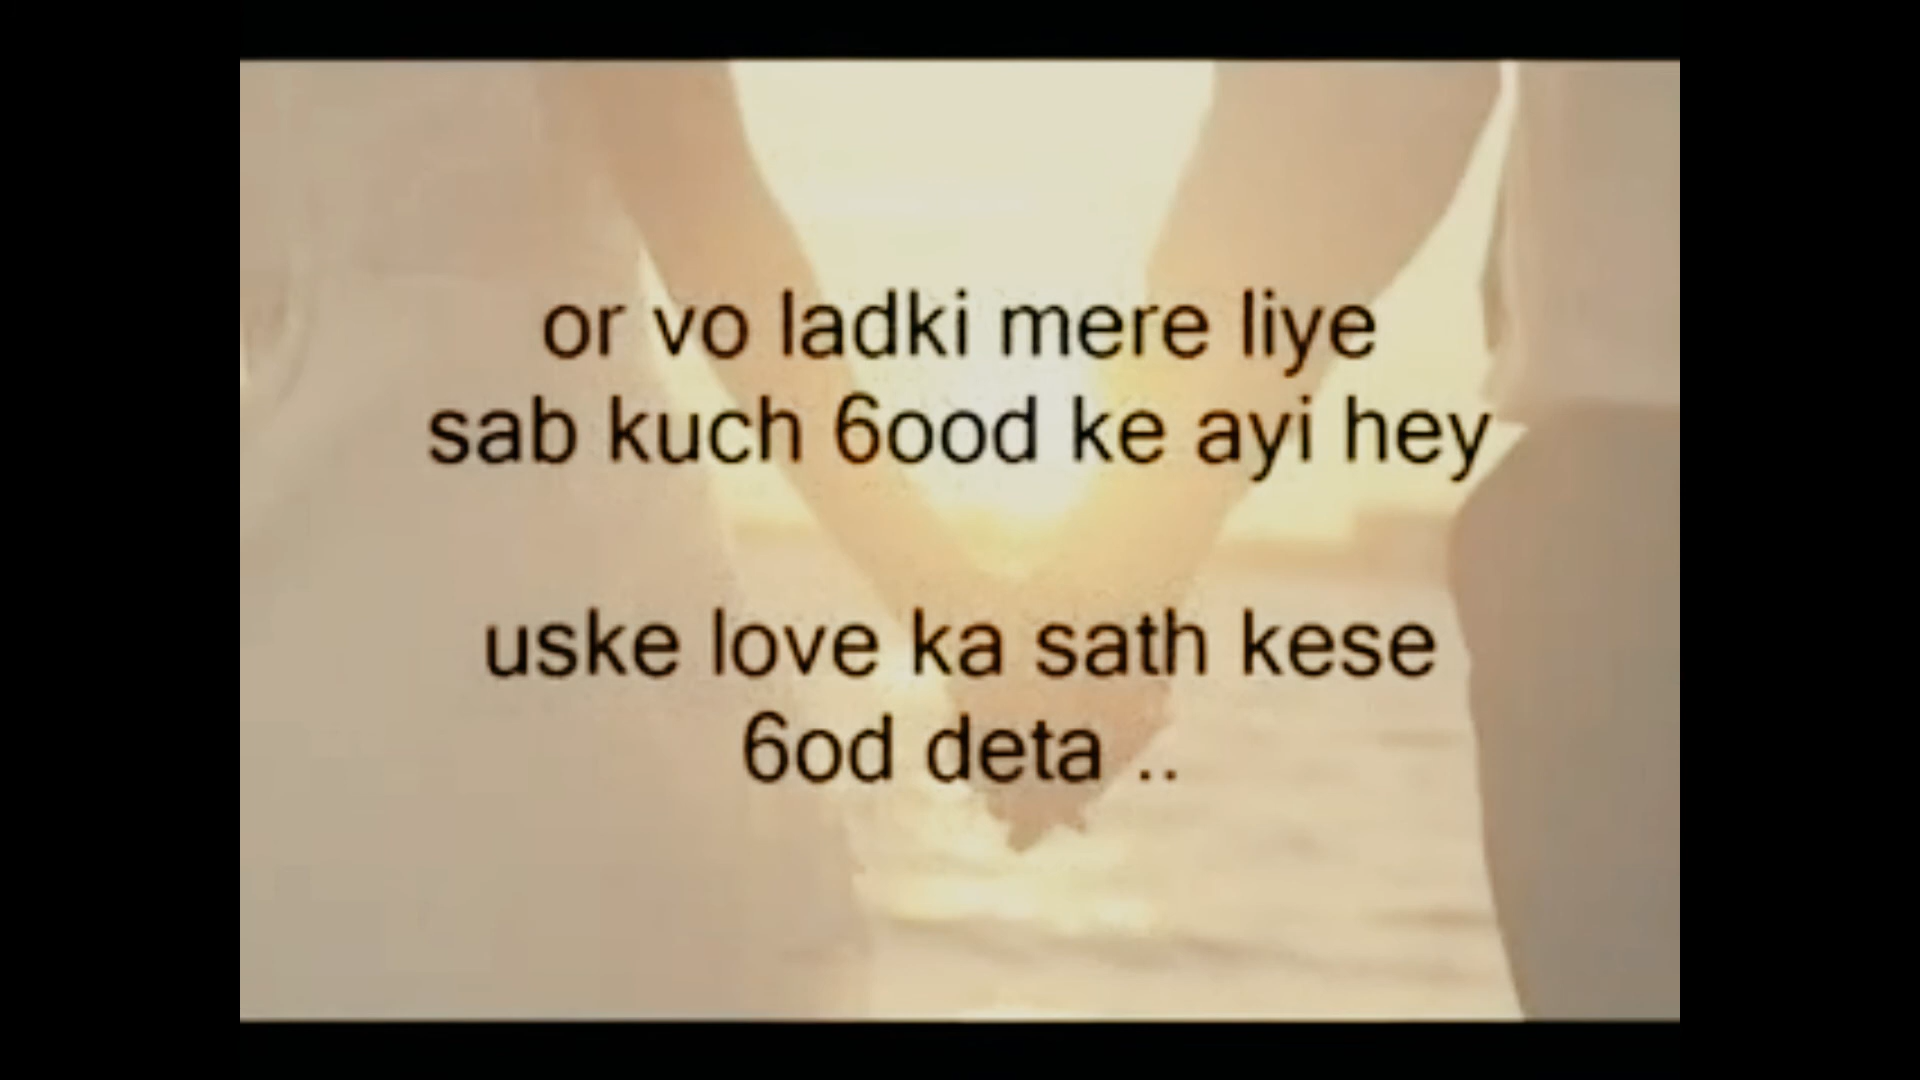 or vo ladki mere liye
sab kuch 6ood ke ayi hey
uske love ka sath kese
6od deta ..